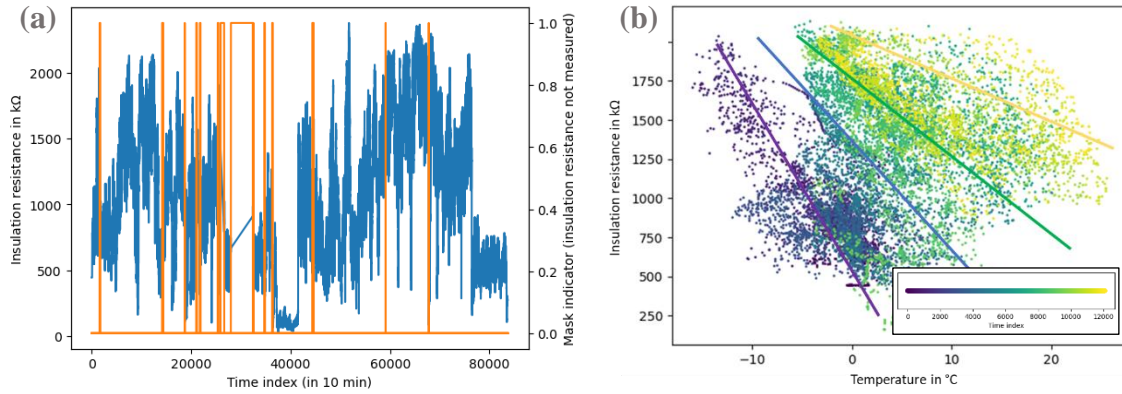 (a)
Insulation resistance in kΩ
2000
1500
1000
500
0
0 20000 40000 60000 80000
Time index (in 10 min)
1.0
0.8
0.6
0.4
0.2
0.0
Mask indicator (insulation resistance not measured)
(b)
Insulation resistance in kΩ
1750
1500
1250
1000
750
500
250
−10 0 10 20
Temperature in °C
0 2000 4000 6000 8000 10000 12000
Time index